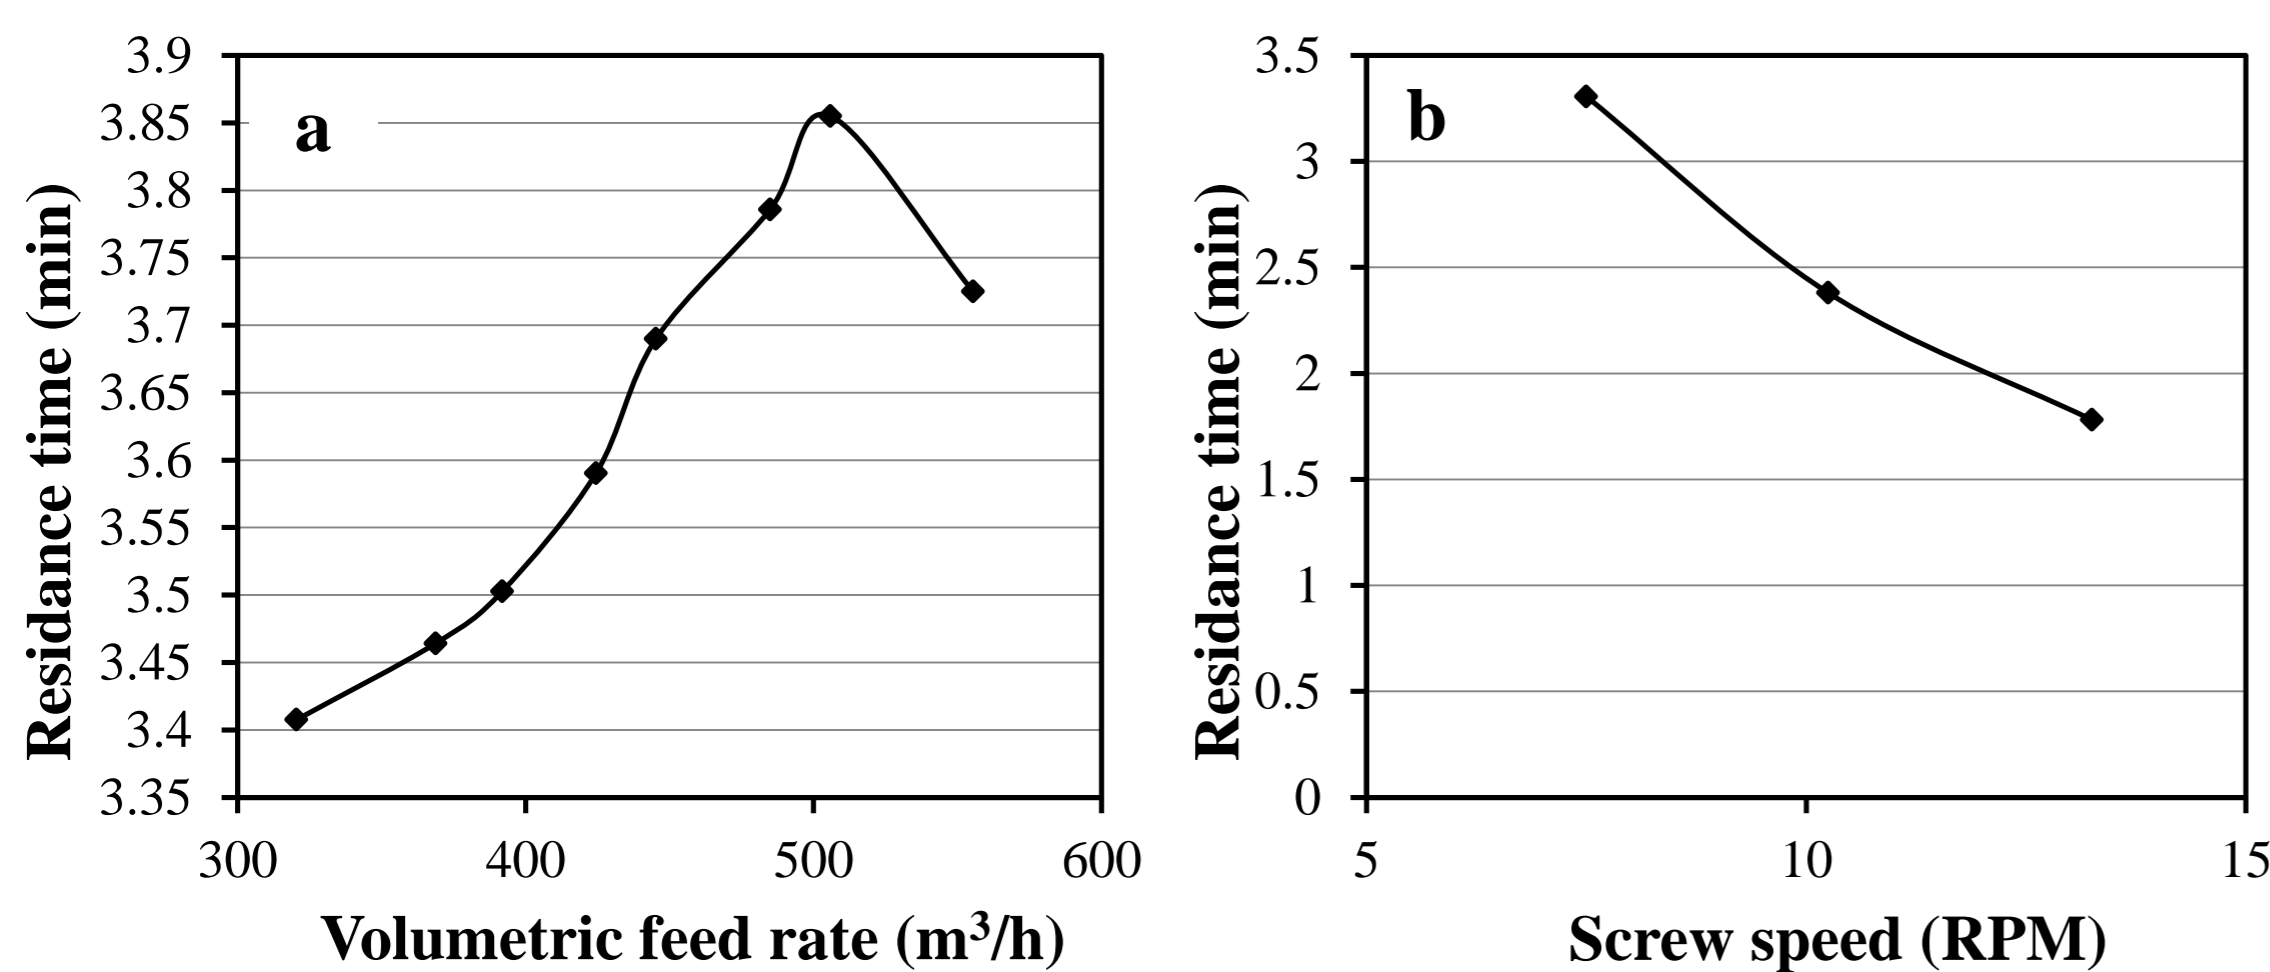 3.9
3.85
3.8
3.75
3.7
3.65
3.6
3.55
3.5
3.45
3.4
3.35
a
Residance time (min)
300 400 500 600
Volumetric feed rate (m³/h)
3.5
3
2.5
2
1.5
1
0.5
0
b
Residance time (min)
5 10 15
Screw speed (RPM)